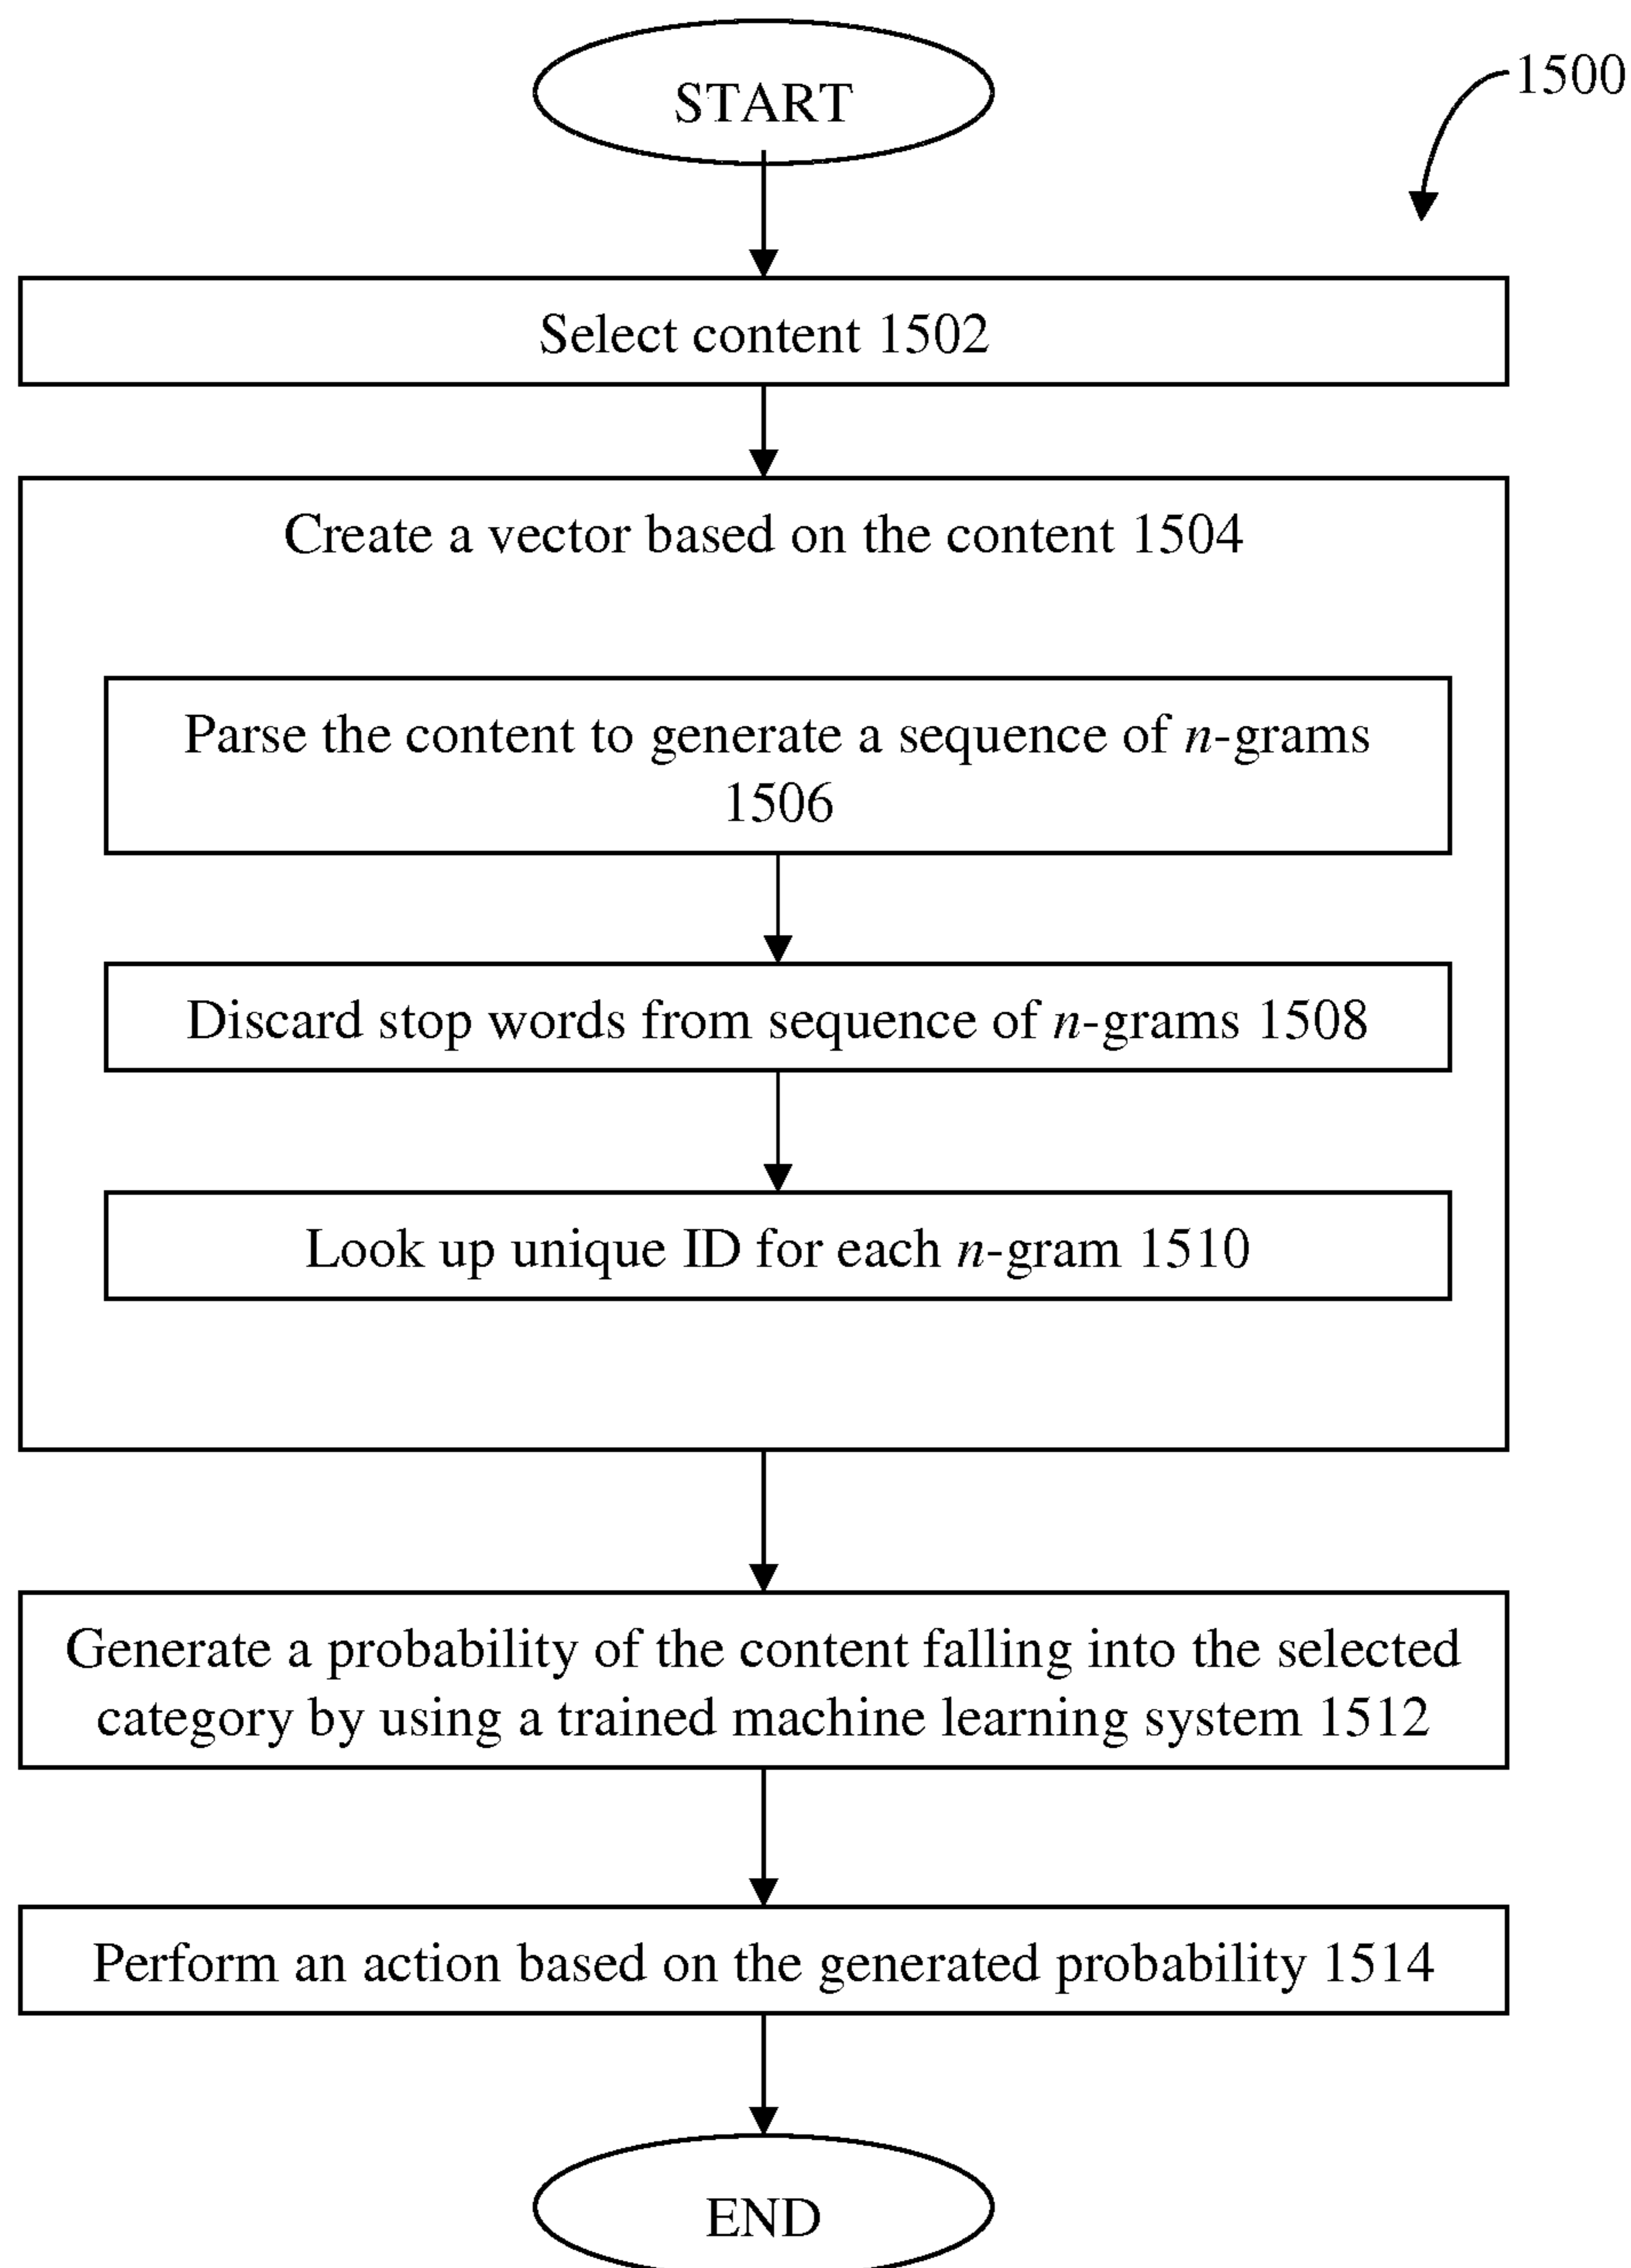 START
1500
Select content 1502
Create a vector based on the content 1504
Parse the content to generate a sequence of n-grams
1506
Discard stop words from sequence of n-grams 1508
Look up unique ID for each n-gram 1510
Generate a probability of the content falling into the selected
category by using a trained machine learning system 1512
Perform an action based on the generated probability 1514
END